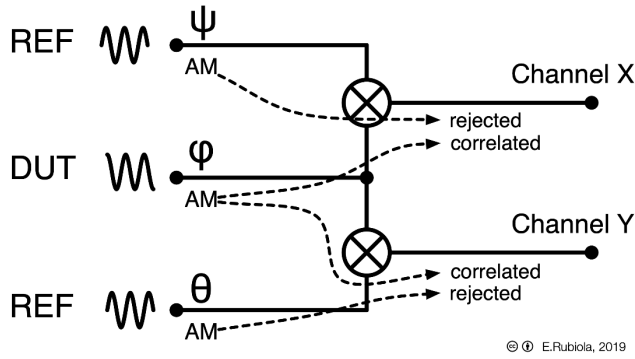 REF ψ
AM
Channel X
rejected
correlated
DUT φ
AM
Channel Y
correlated
rejected
REF θ
AM
E.Rubiola, 2019